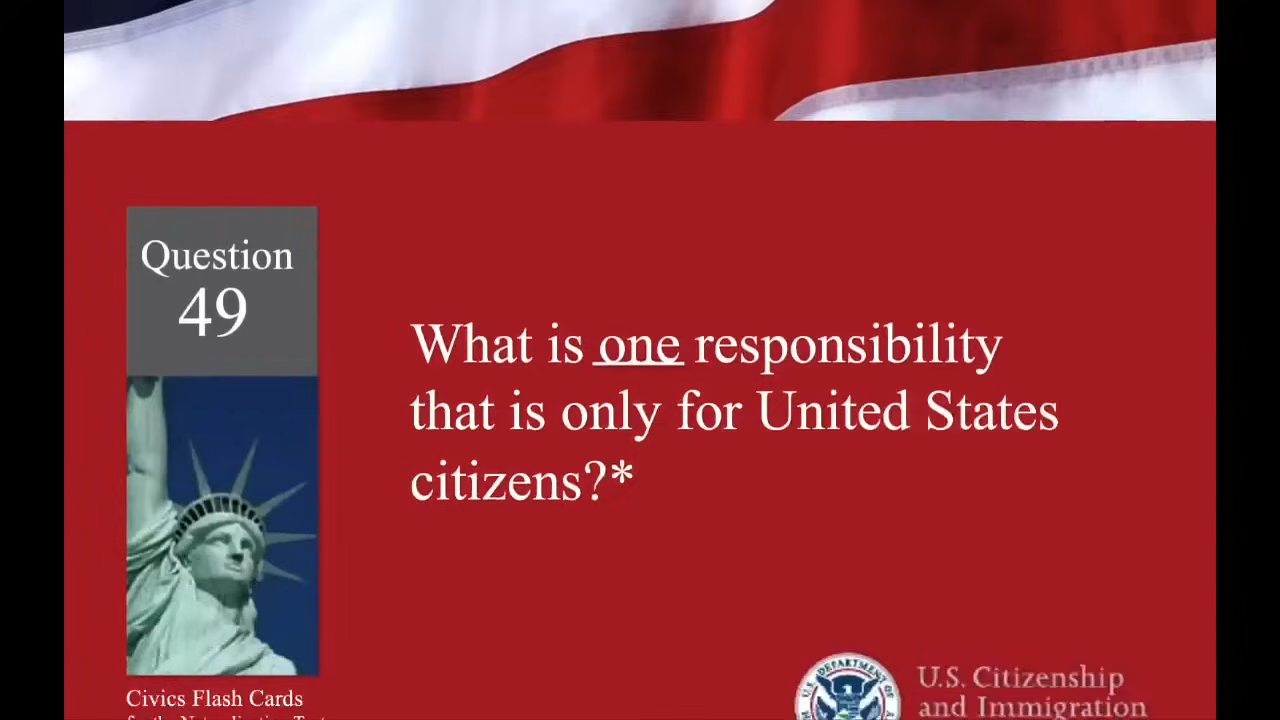 Question
49
What is one responsibility
that is only for United States
citizens?*
Civics Flash Cards
U.S. Citizenship
and Immigration